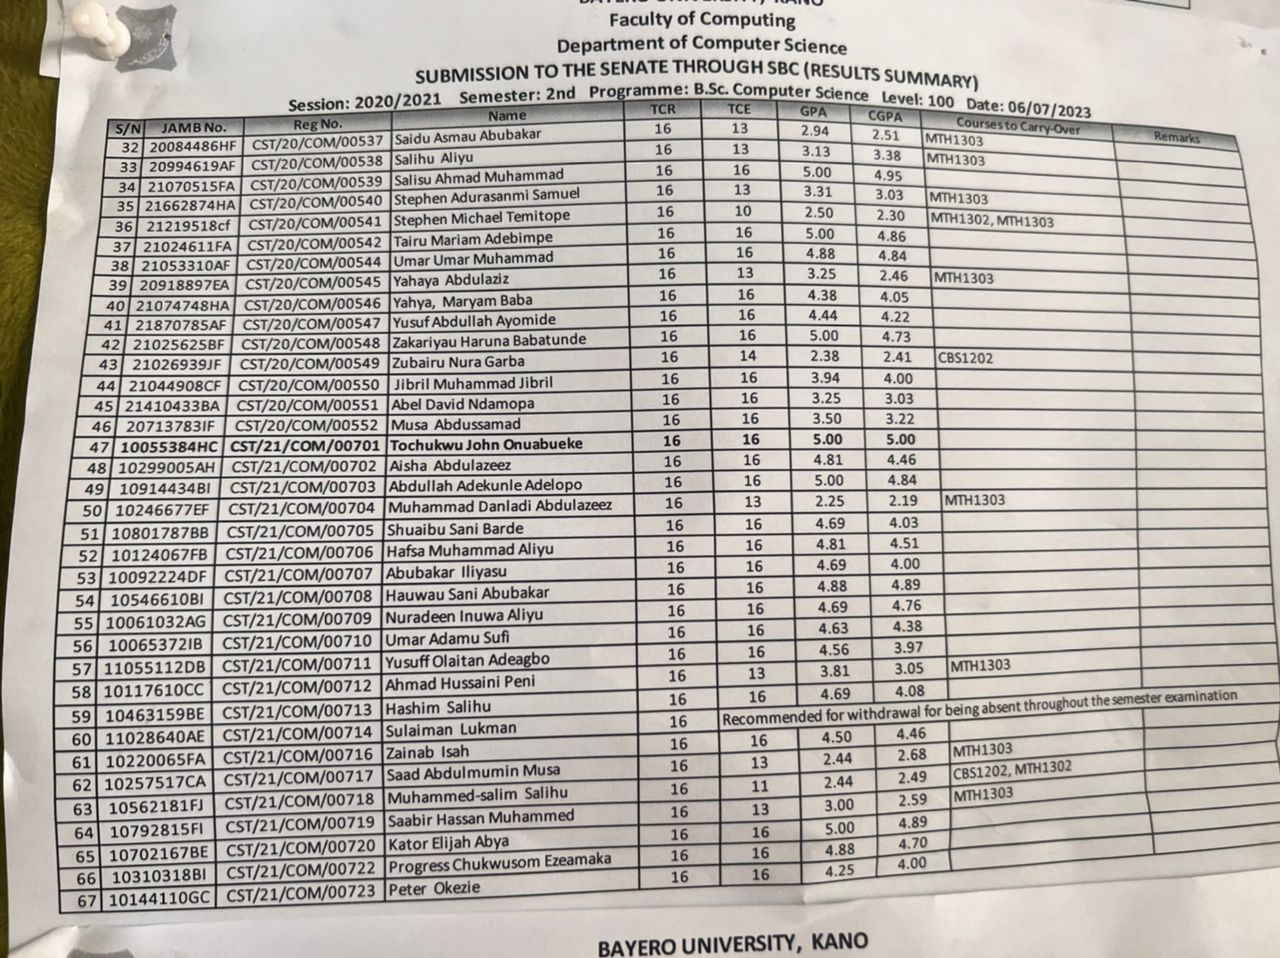 BAYERO UNIVERSITY, KANO
Faculty of Computing
Department of Computer Science
SUBMISSION TO THE SENATE THROUGH SBC (RESULTS SUMMARY)
Session: 2020/2021 Semester: 2nd Programme: B.Sc. Computer Science Level: 100 Date: 06/07/2023
S/N JAMB No. Reg No. Name TCR TCE GPA CGPA Courses to Carry-Over Remarks
32 20084486HF CST/20/COM/00537 Saidu Asmau Abubakar 16 13 2.94 2.51 MTH1303
33 20994619AF CST/20/COM/00538 Salihu Aliyu 16 13 3.13 3.38 MTH1303
34 21070515FA CST/20/COM/00539 Salisu Ahmad Muhammad 16 16 5.00 4.95
35 21662874HA CST/20/COM/00540 Stephen Adurasanmi Samuel 16 13 3.31 3.03 MTH1303
36 21219518cf CST/20/COM/00541 Stephen Michael Temitope 16 10 2.50 2.30 MTH1302, MTH1303
37 21024611FA CST/20/COM/00542 Tairu Mariam Adebimpe 16 16 5.00 4.86
38 21053310AF CST/20/COM/00544 Umar Umar Muhammad 16 16 4.88 4.84
39 20918897EA CST/20/COM/00545 Yahaya Abdulaziz 16 13 3.25 2.46 MTH1303
40 21074748HA CST/20/COM/00546 Yahya, Maryam Baba 16 16 4.38 4.05
41 21870785AF CST/20/COM/00547 Yusuf Abdullah Ayomide 16 16 4.44 4.22
42 21025625BF CST/20/COM/00548 Zakariyau Haruna Babatunde 16 16 5.00 4.73
43 21026939JF CST/20/COM/00549 Zubairu Nura Garba 16 14 2.38 2.41 CBS1202
44 21044908CF CST/20/COM/00550 Jibril Muhammad Jibril 16 16 3.94 4.00
45 21410433BA CST/20/COM/00551 Abel David Ndamopa 16 16 3.25 3.03
46 20713783IF CST/20/COM/00552 Musa Abdussamad 16 16 3.50 3.22
47 10055384HC CST/21/COM/00701 Tochukwu John Onuabueke 16 16 5.00 5.00
48 10299005AH CST/21/COM/00702 Aisha Abdulazeez 16 16 4.81 4.46
49 10914434BI CST/21/COM/00703 Abdullah Adekunle Adelopo 16 16 5.00 4.84
50 10246677EF CST/21/COM/00704 Muhammad Danladi Abdulazeez 16 13 2.25 2.19 MTH1303
51 10801787BB CST/21/COM/00705 Shuaibu Sani Barde 16 16 4.69 4.03
52 10124067FB CST/21/COM/00706 Hafsa Muhammad Aliyu 16 16 4.81 4.51
53 10092224DF CST/21/COM/00707 Abubakar Iliyasu 16 16 4.69 4.00
54 10546610BI CST/21/COM/00708 Hauwau Sani Abubakar 16 16 4.88 4.89
55 10061032AG CST/21/COM/00709 Nuradeen Inuwa Aliyu 16 16 4.69 4.76
56 10065372IB CST/21/COM/00710 Umar Adamu Sufi 16 16 4.63 4.38
57 11055112DB CST/21/COM/00711 Yusuff Olaitan Adeagbo 16 16 4.56 3.97
58 10117610CC CST/21/COM/00712 Ahmad Hussaini Peni 16 13 3.81 3.05 MTH1303
59 10463159BE CST/21/COM/00713 Hashim Salihu 16 16 4.69 4.08
60 11028640AE CST/21/COM/00714 Sulaiman Lukman 16 Recommended for withdrawal for being absent throughout the semester examination
61 10220065FA CST/21/COM/00716 Zainab Isah 16 16 4.50 4.46
62 10257517CA CST/21/COM/00717 Saad Abdulmumin Musa 16 13 2.44 2.68 MTH1303
63 10562181FJ CST/21/COM/00718 Muhammed-salim Salihu 16 11 2.44 2.49 CBS1202, MTH1302
64 10792815FI CST/21/COM/00719 Saabir Hassan Muhammed 16 13 3.00 2.59 MTH1303
65 10702167BE CST/21/COM/00720 Kator Elijah Abya 16 16 5.00 4.89
66 10310318BI CST/21/COM/00722 Progress Chukwusom Ezeamaka 16 16 4.88 4.70
67 10144110GC CST/21/COM/00723 Peter Okezie 16 16 4.25 4.00
BAYERO UNIVERSITY, KANO